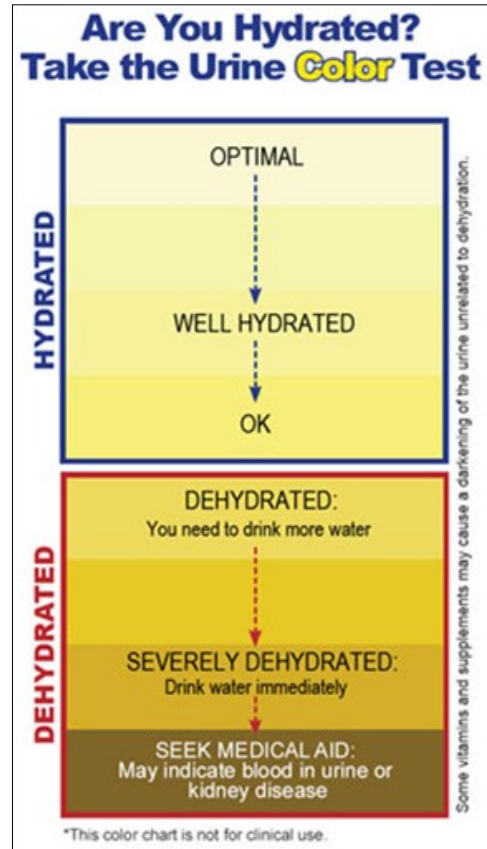 Are You Hydrated?
Take the Urine Color Test
HYDRATED
OPTIMAL
WELL HYDRATED
OK
DEHYDRATED
DEHYDRATED:
You need to drink more water
SEVERELY DEHYDRATED:
Drink water immediately
SEEK MEDICAL AID:
May indicate blood in urine or
kidney disease
Some vitamins and supplements may cause a darkening of the urine unrelated to dehydration.
*This color chart is not for clinical use.